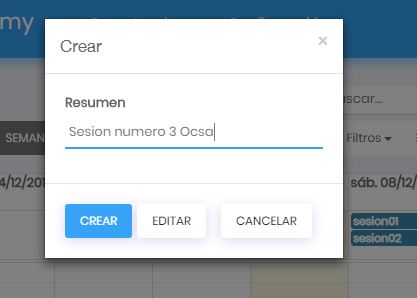 my
Crear
×
Resumen
Sesion numero 3 Ocsa
scar...
SEMAN
Filtros
4/12/201
sáb. 08/12/
sesion01
sesion02
CREAR
EDITAR
CANCELAR